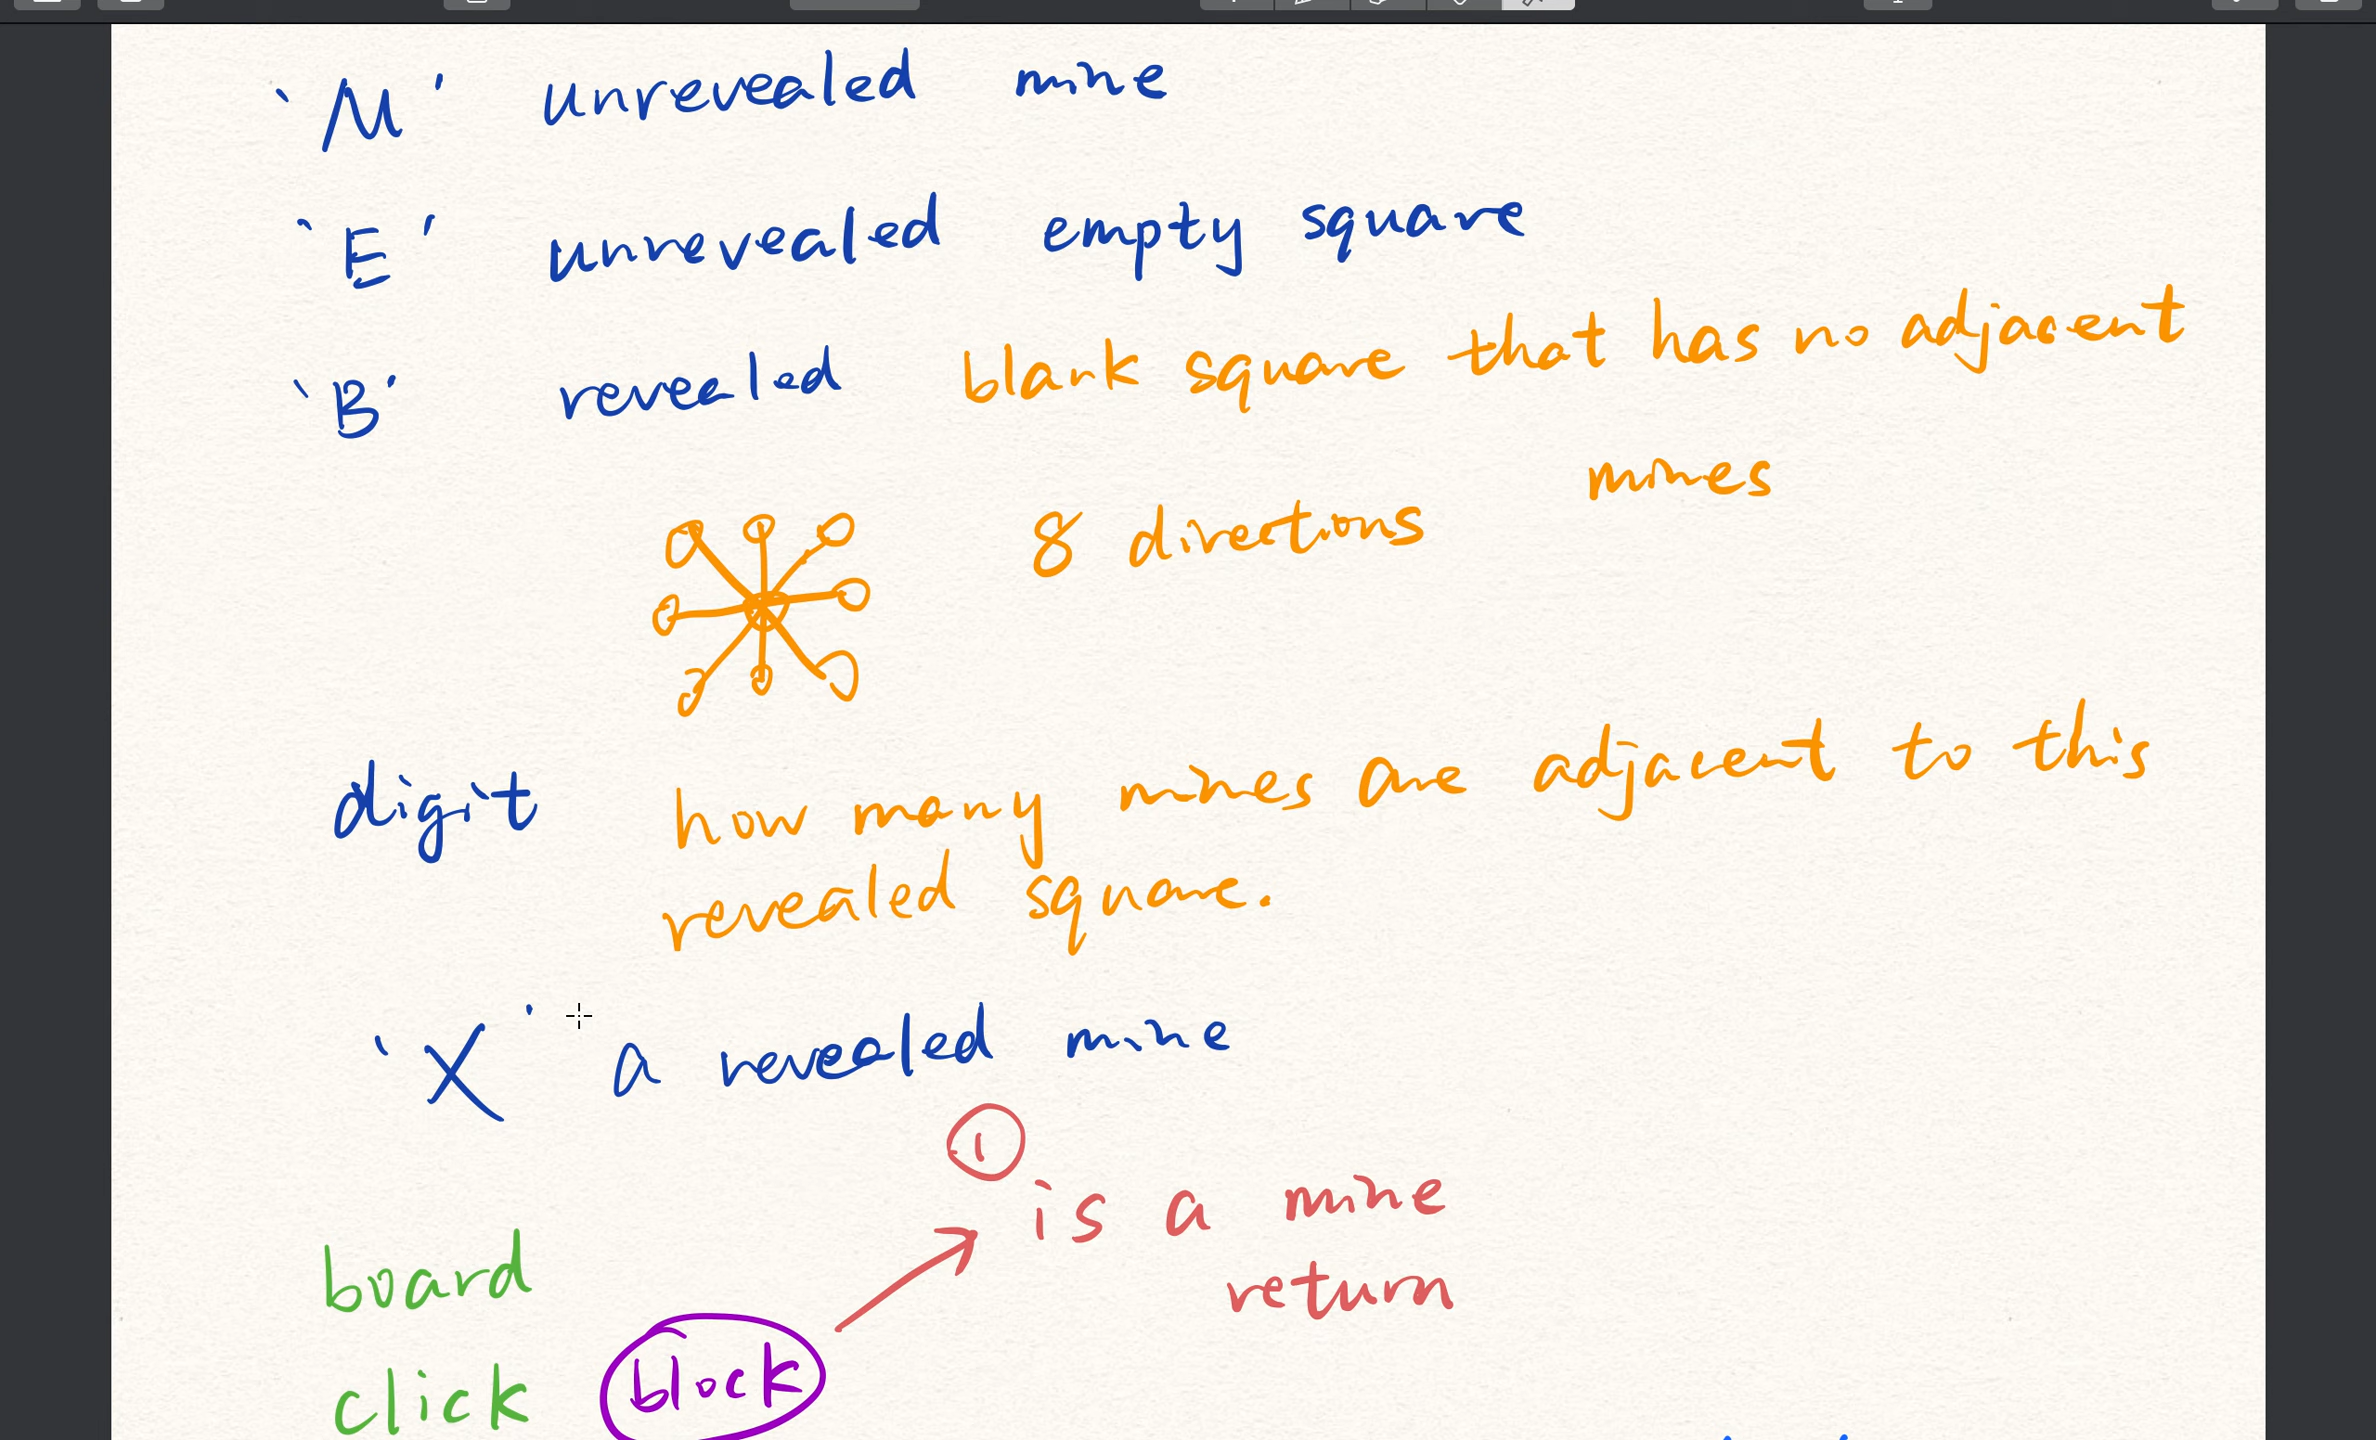 'M' unrevealed mine
'E' unrevealed empty square
'B' revealed blank square that has no adjacent
mines
8 directions
digit how many mines are adjacent to this
revealed square.
'X' a revealed mine
1
is a mine
return
board
click block